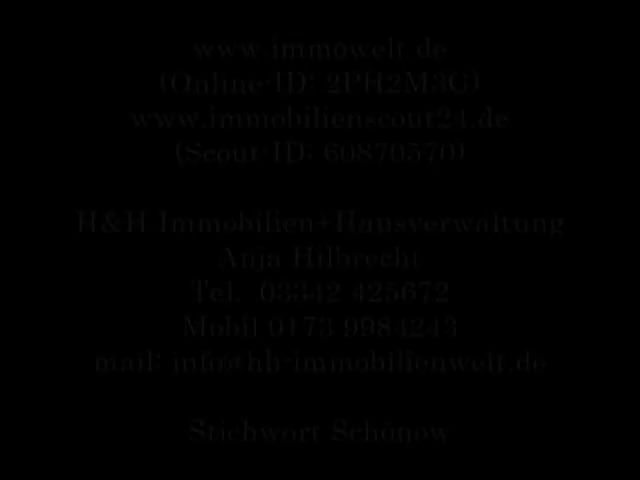 www.immowelt.de
(Online-ID: 2PH2M3G)
www.immobilienscout24.de
(Scout-ID: 60870570)
H&H Immobilien+Hausverwaltung
Anja Hilbrecht
Tel. 03342 425672
Mobil 0173 9984243
mail: info@hh-immobilienwelt.de
Stichwort Schönow